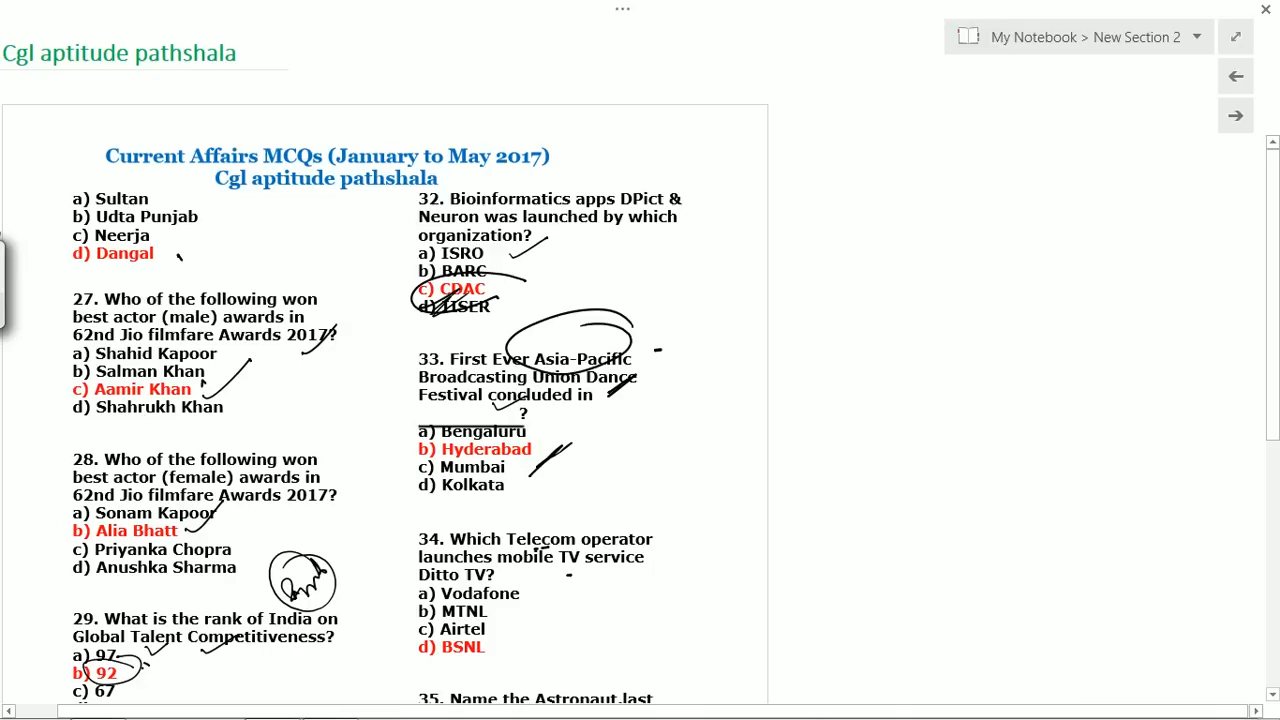 My Notebook > New Section 2
Cgl aptitude pathshala
Current Affairs MCQs (January to May 2017)
Cgl aptitude pathshala
a) Sultan
b) Udta Punjab
c) Neerja
d) Dangal
27. Who of the following won
best actor (male) awards in
62nd Jio filmfare Awards 2017?
a) Shahid Kapoor
b) Salman Khan
c) Aamir Khan
d) Shahrukh Khan
28. Who of the following won
best actor (female) awards in
62nd Jio filmfare Awards 2017?
a) Sonam Kapoor
b) Alia Bhatt
c) Priyanka Chopra
d) Anushka Sharma
29. What is the rank of India on
Global Talent Competitiveness?
a) 97
b) 92
c) 67
32. Bioinformatics apps DPict &
Neuron was launched by which
organization?
a) ISRO
b) BARC
c) CDAC
d) IISER
33. First Ever Asia-Pacific
Broadcasting Union Dance
Festival concluded in
?
a) Bengaluru
b) Hyderabad
c) Mumbai
d) Kolkata
34. Which Telecom operator
launches mobile TV service
Ditto TV?
a) Vodafone
b) MTNL
c) Airtel
d) BSNL
35. Name the Astronaut,last